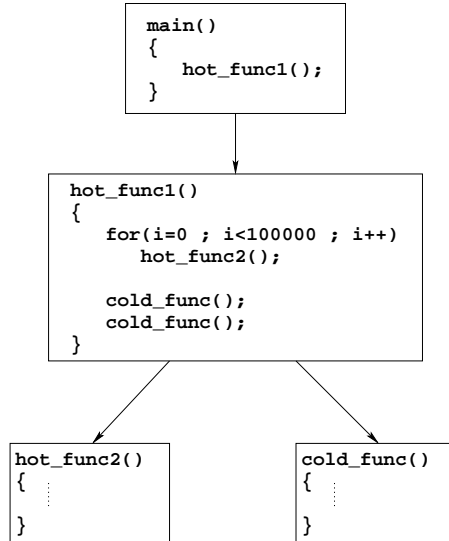 main()
{
hot_func1();
}
hot_func1()
{
for(i=0 ; i<100000 ; i++)
hot_func2();
cold_func();
cold_func();
}
hot_func2()
{
}
cold_func()
{
}